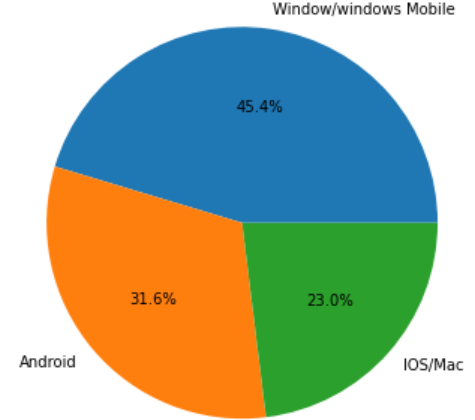 Window/windows Mobile
45.4%
31.6%
23.0%
Android
IOS/Mac